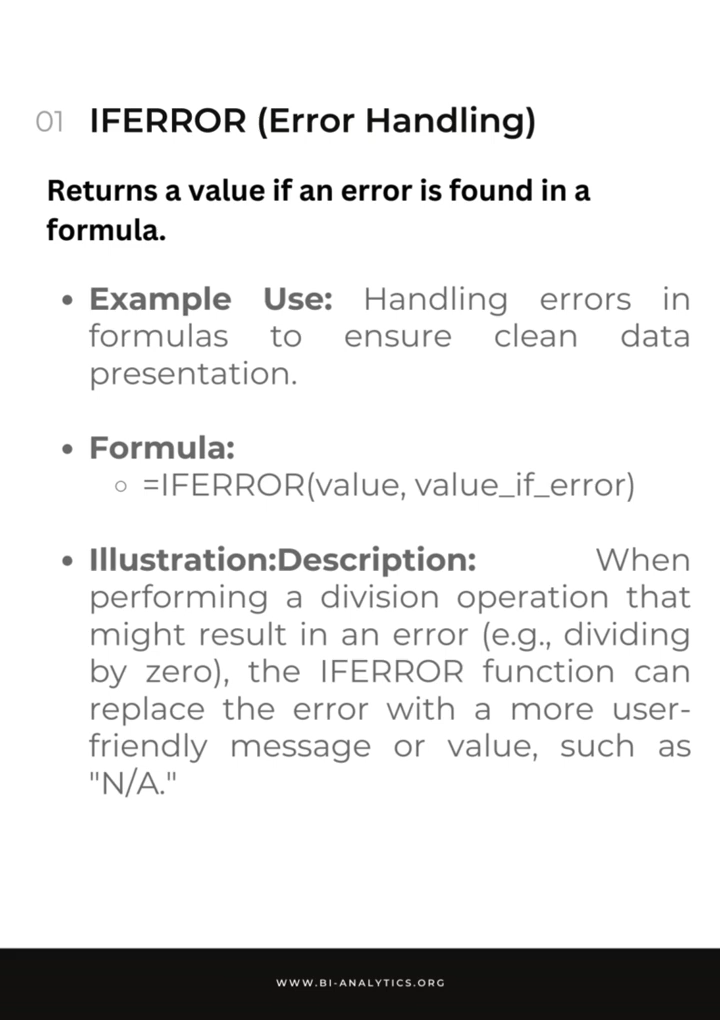 01 IFERROR (Error Handling)
Returns a value if an error is found in a
formula.
• Example Use: Handling errors in
formulas to ensure clean data
presentation.
• Formula:
○ =IFERROR(value, value_if_error)
• Illustration:Description: When
performing a division operation that
might result in an error (e.g., dividing
by zero), the IFERROR function can
replace the error with a more user-
friendly message or value, such as
"N/A."
WWW.BI-ANALYTICS.ORG